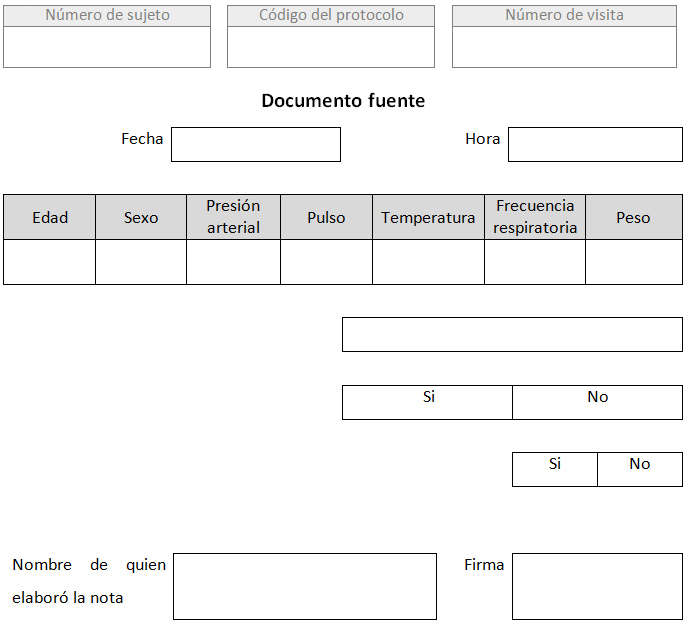 Número de sujeto Código del protocolo Número de visita
Documento fuente
Fecha Hora
Edad Sexo Presión arterial Pulso Temperatura Frecuencia respiratoria Peso
Si No
Si No
Nombre de quien Firma
elaboró la nota